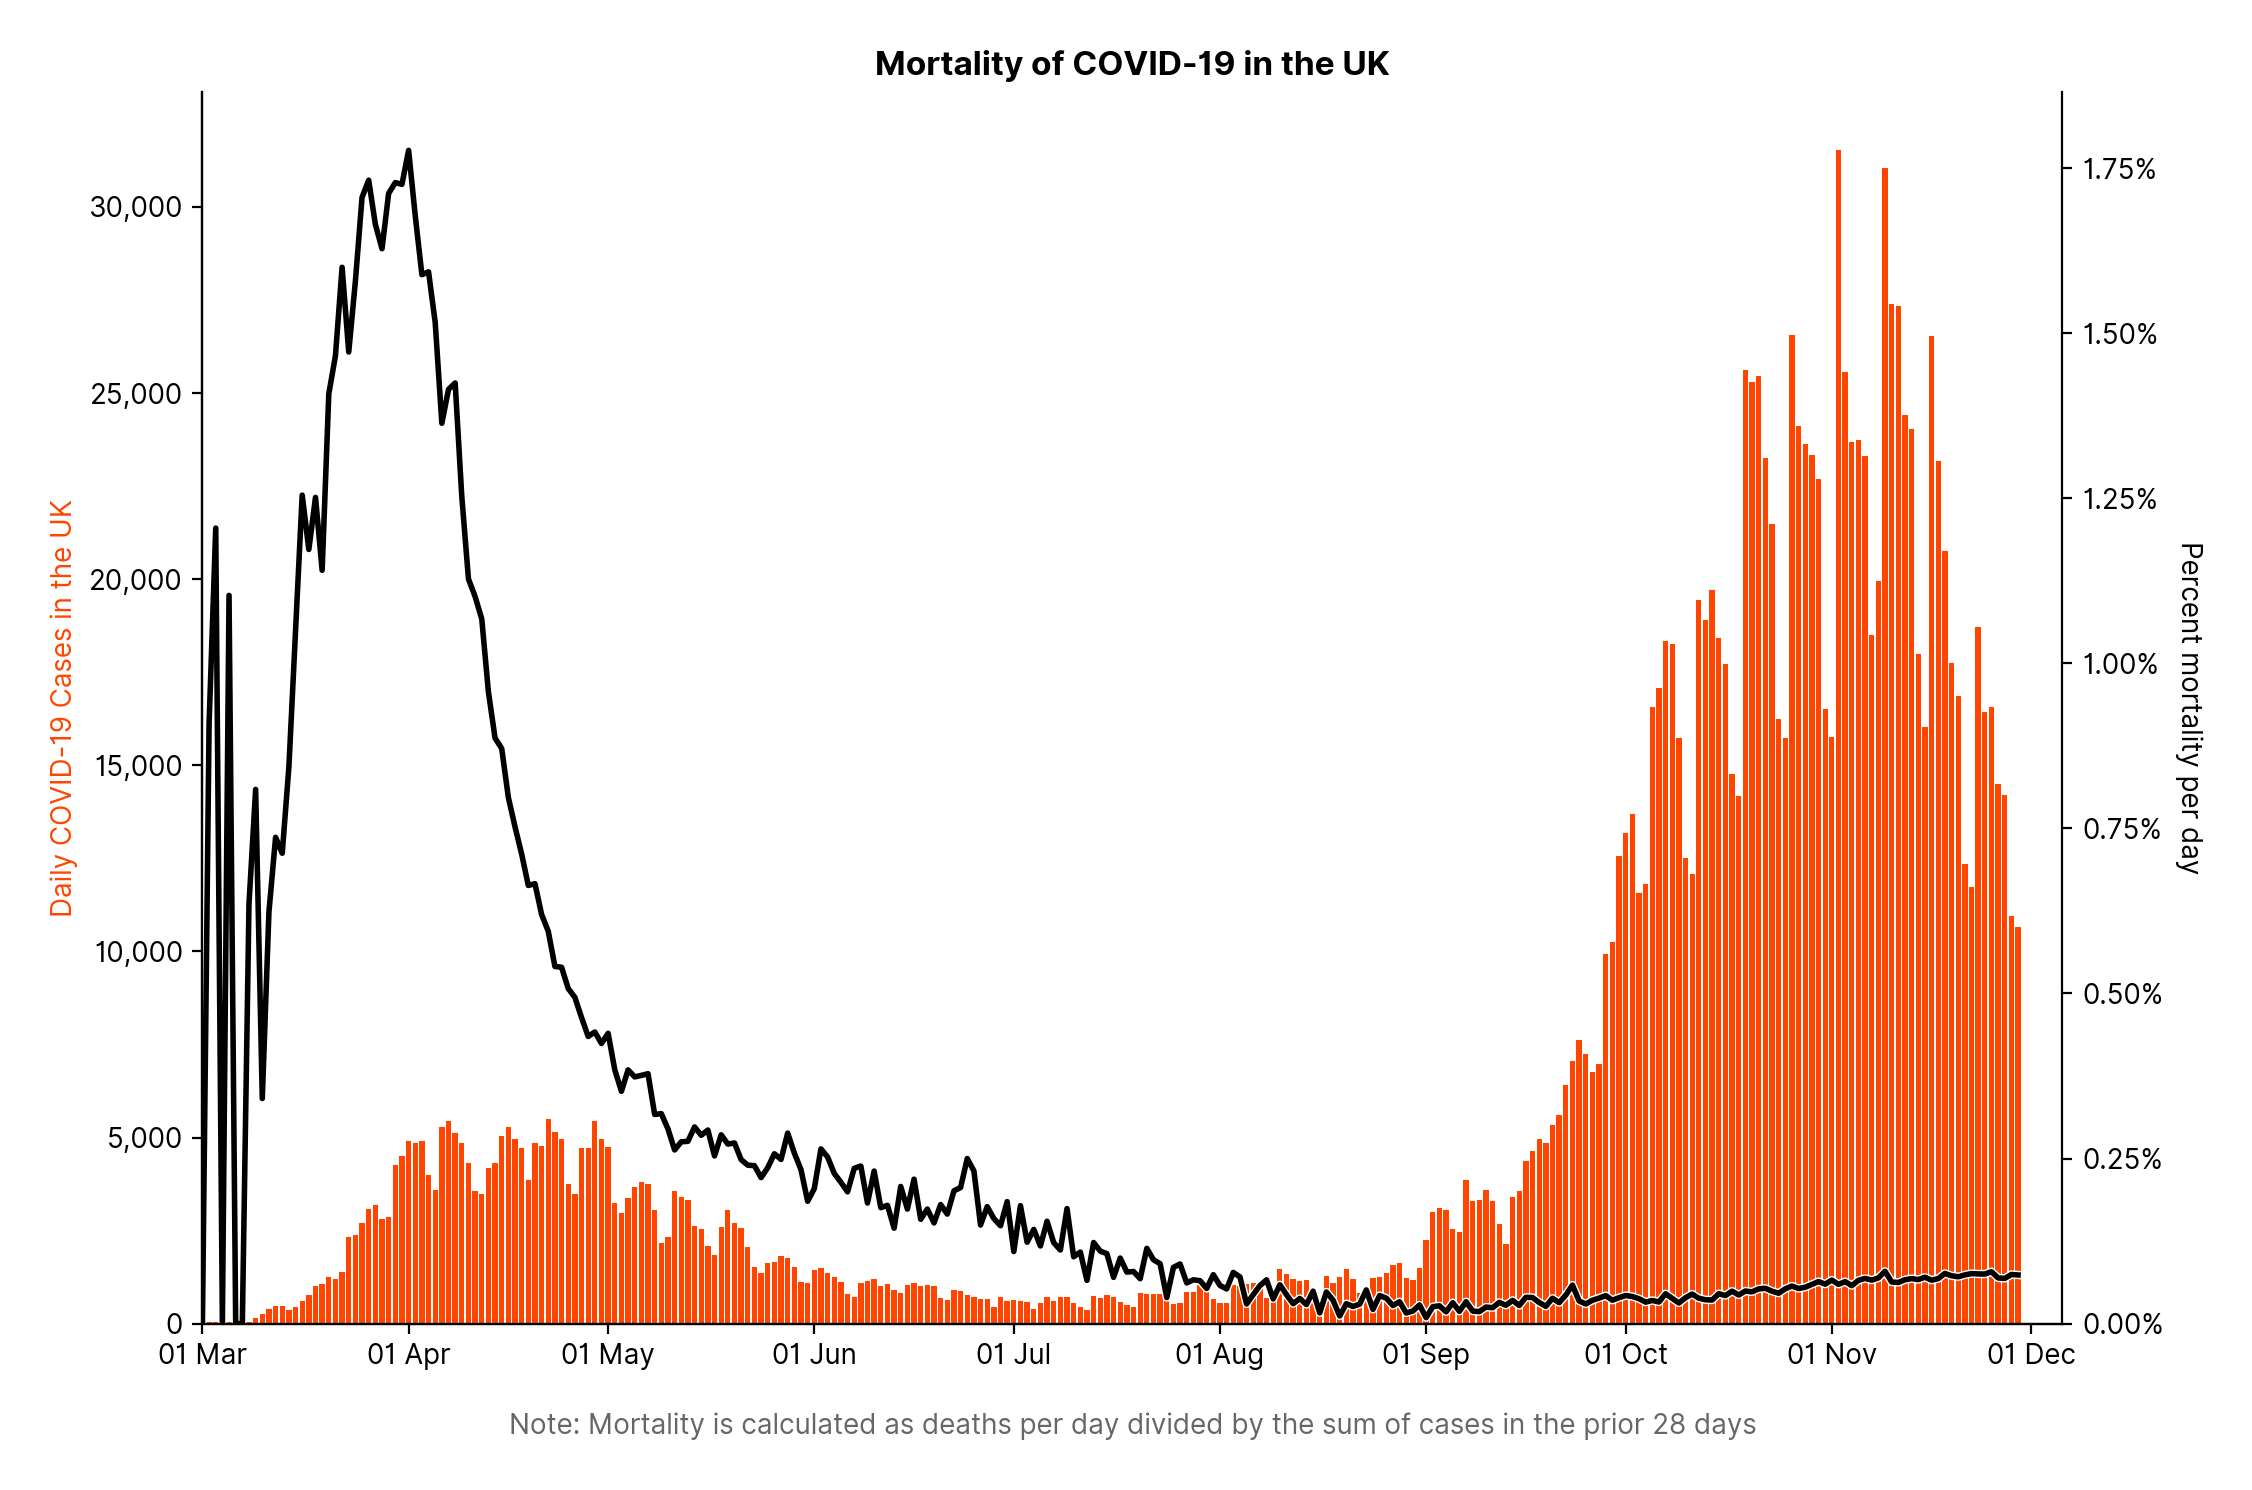 Mortality of COVID-19 in the UK
Daily COVID-19 Cases in the UK
30,000
25,000
20,000
15,000
10,000
5,000
0
1.75%
1.50%
1.25%
1.00%
0.75%
0.50%
0.25%
0.00%
Percent mortality per day
01 Mar
01 Apr
01 May
01 Jun
01 Jul
01 Aug
01 Sep
01 Oct
01 Nov
01 Dec
Note: Mortality is calculated as deaths per day divided by the sum of cases in the prior 28 days